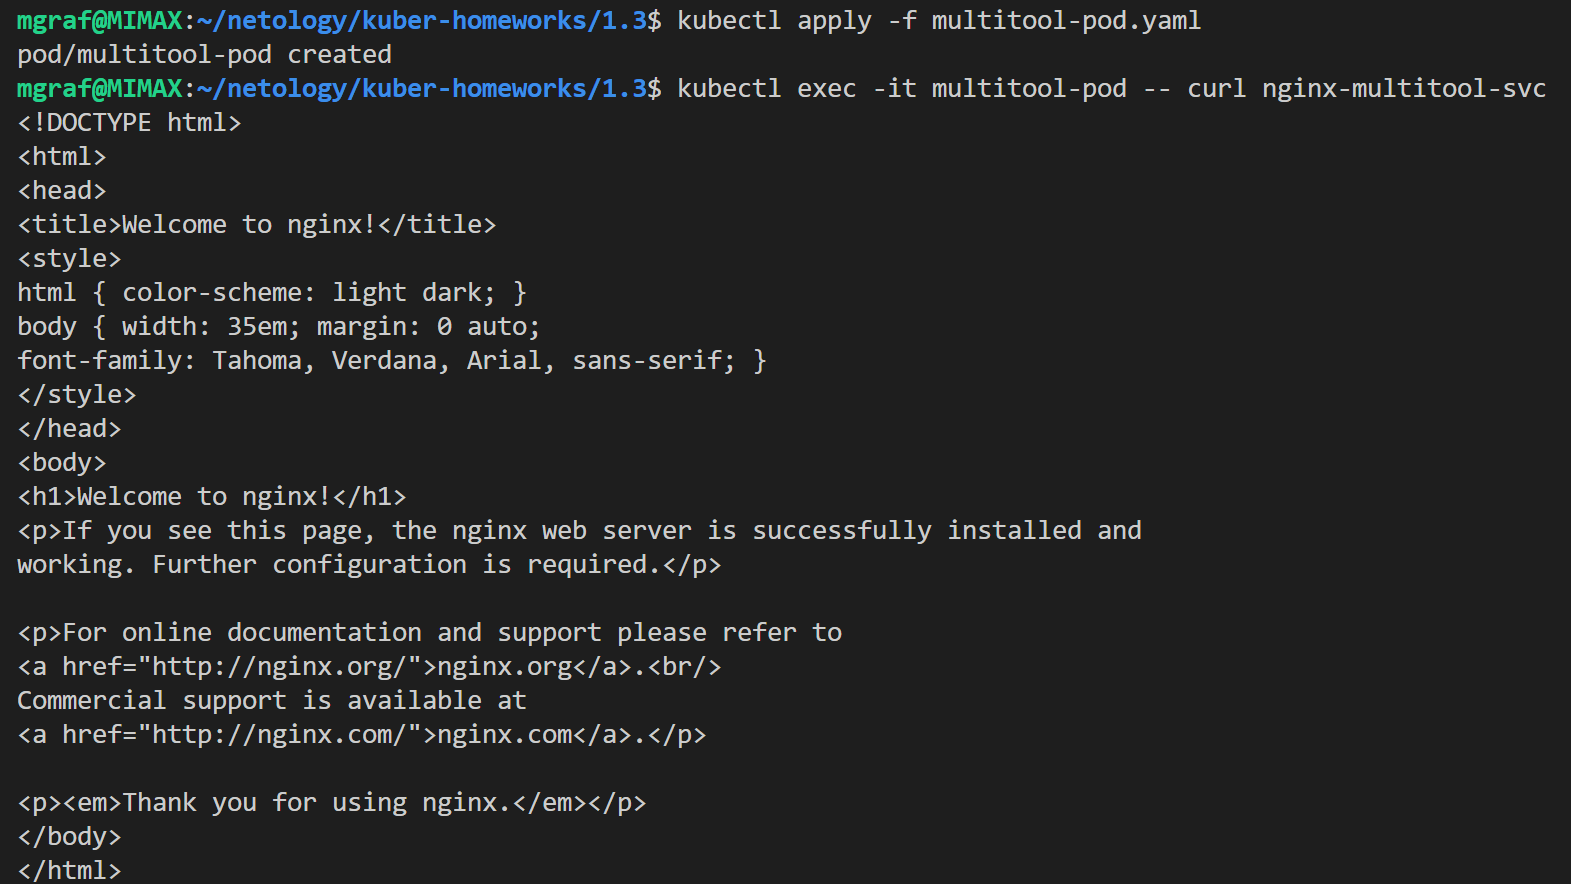 mgraf@MIMAX:~/netology/kuber-homeworks/1.3$ kubectl apply -f multitool-pod.yaml
pod/multitool-pod created
mgraf@MIMAX:~/netology/kuber-homeworks/1.3$ kubectl exec -it multitool-pod -- curl nginx-multitool-svc
<!DOCTYPE html>
<html>
<head>
<title>Welcome to nginx!</title>
<style>
html { color-scheme: light dark; }
body { width: 35em; margin: 0 auto;
font-family: Tahoma, Verdana, Arial, sans-serif; }
</style>
</head>
<body>
<h1>Welcome to nginx!</h1>
<p>If you see this page, the nginx web server is successfully installed and
working. Further configuration is required.</p>

<p>For online documentation and support please refer to
<a href="http://nginx.org/">nginx.org</a>.<br/>
Commercial support is available at
<a href="http://nginx.com/">nginx.com</a>.</p>

<p><em>Thank you for using nginx.</em></p>
</body>
</html>